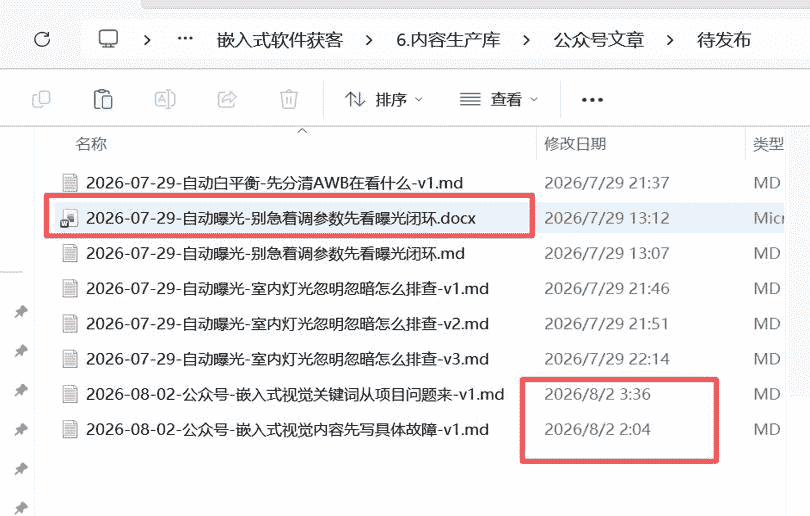 … 嵌入式软件获客 > 6.内容生产库 > 公众号文章 > 待发布
排序 查看
名称 修改日期 类型
2026-07-29-自动白平衡-先分清AWB在看什么-v1.md 2026/7/29 21:37 MD
2026-07-29-自动曝光-别急着调参数先看曝光闭环.docx 2026/7/29 13:12 Micr
2026-07-29-自动曝光-别急着调参数先看曝光闭环.md 2026/7/29 13:07 MD
2026-07-29-自动曝光-室内灯光忽明忽暗怎么排查-v1.md 2026/7/29 21:46 MD
2026-07-29-自动曝光-室内灯光忽明忽暗怎么排查-v2.md 2026/7/29 21:51 MD
2026-07-29-自动曝光-室内灯光忽明忽暗怎么排查-v3.md 2026/7/29 22:14 MD
2026-08-02-公众号-嵌入式视觉关键词从项目问题来-v1.md 2026/8/2 3:36 MD
2026-08-02-公众号-嵌入式视觉内容先写具体故障-v1.md 2026/8/2 2:04 MD